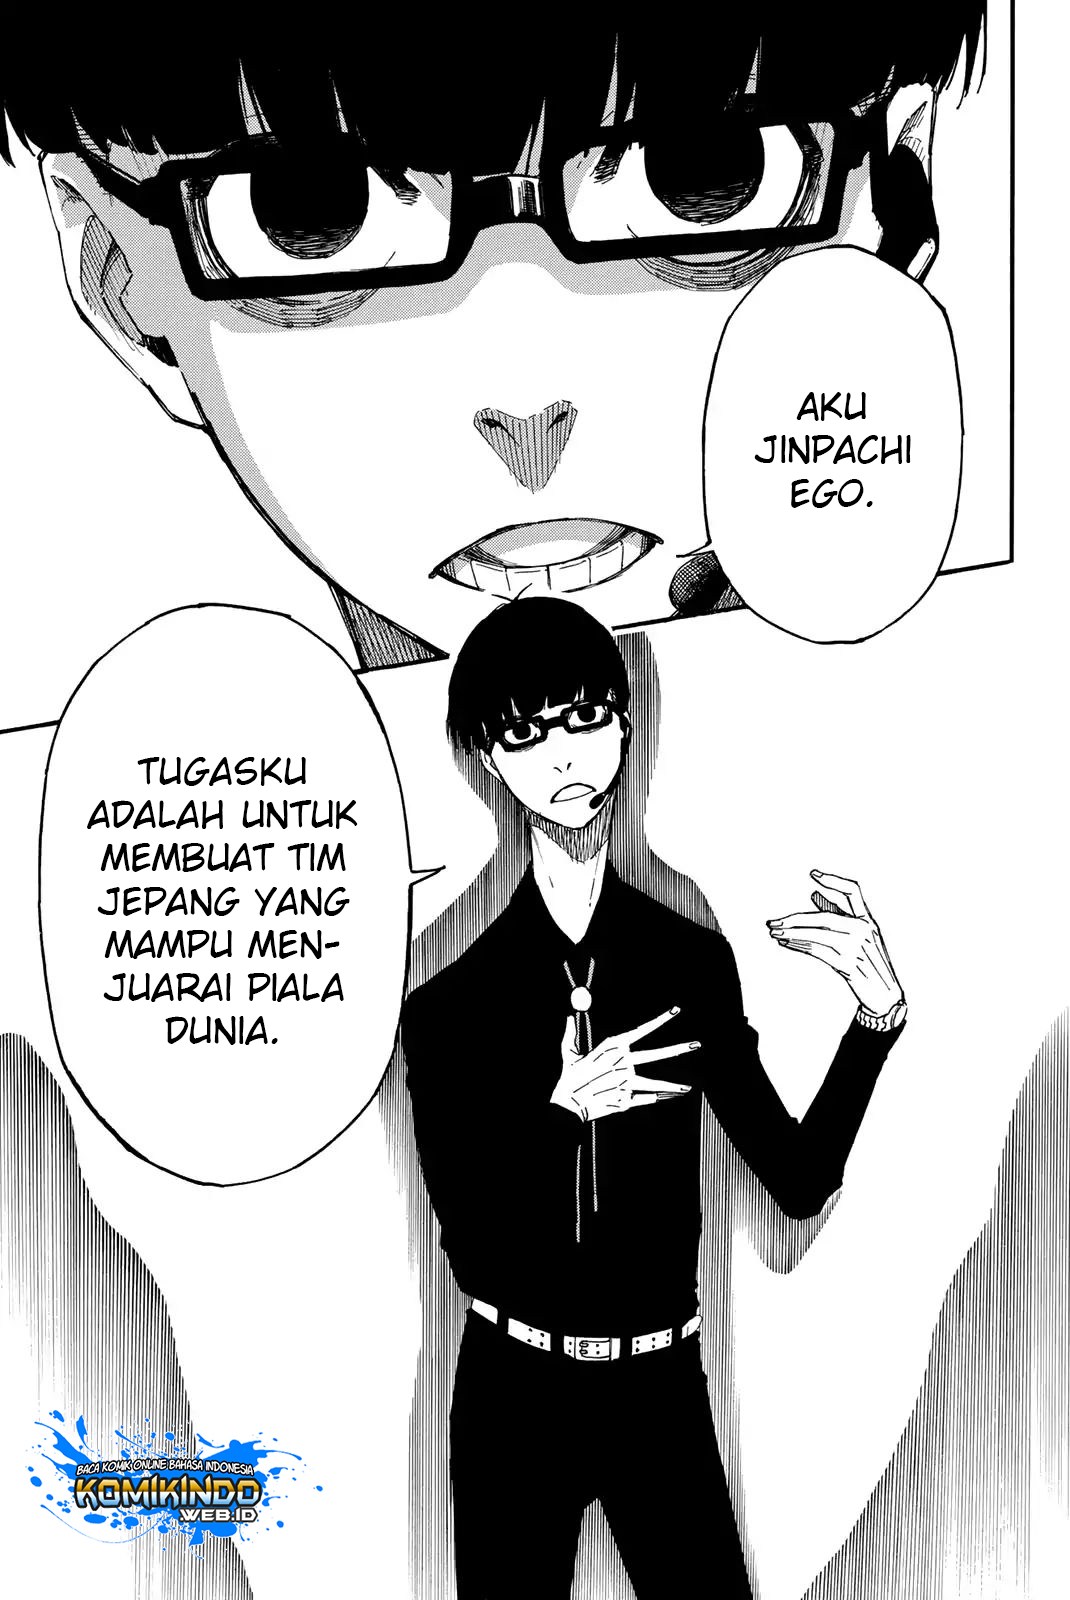 AKU
JINPACHI
EGO.
TUGASKU
ADALAH UNTUK
MEMBUAT TIM
JEPANG YANG
MAMPU MEN-
JUARAI PIALA
DUNIA.
BACA KOMIK ONLINE BAHASA INDONESIA
KOMIKINDO
WEB.ID